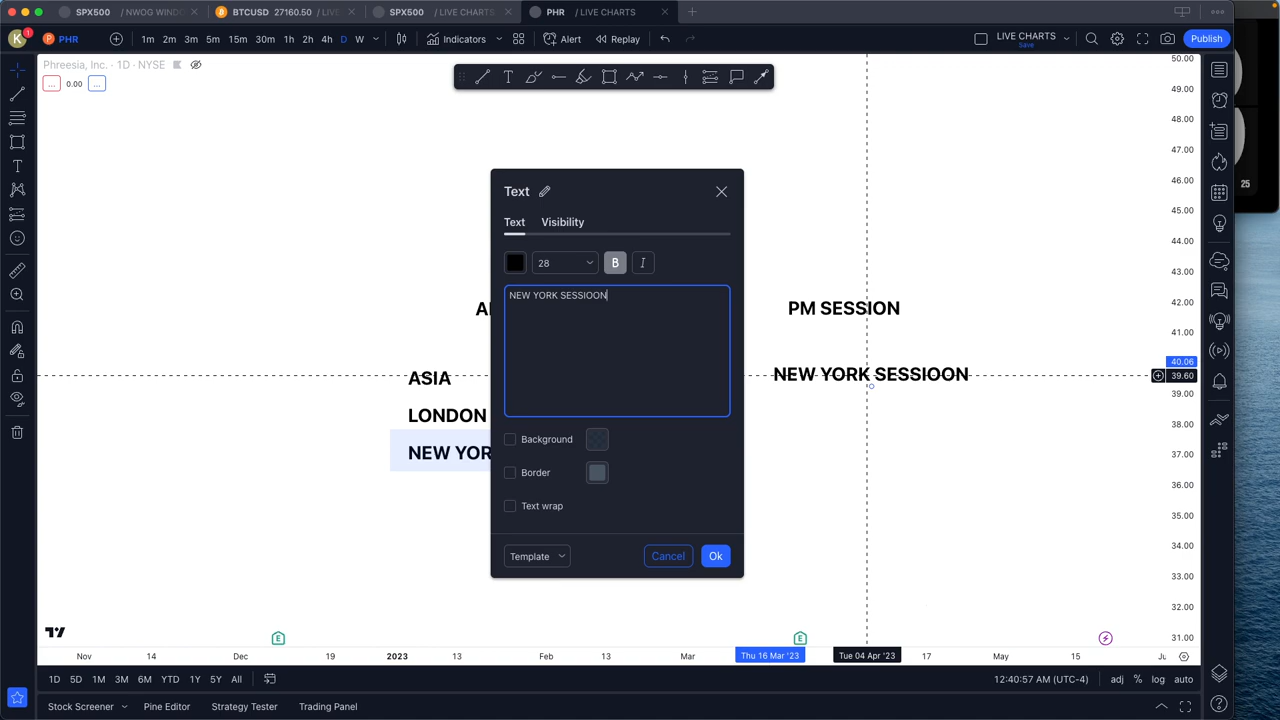 SPX500 / NWOG WINDO
BTCUSD 27160.50 / LIVE
SPX500 / LIVE CHARTS
PHR / LIVE CHARTS
K 1
P PHR
1m 2m 3m 5m 15m 30m 1h 2h 4h D W
Indicators
Alert
Replay
LIVE CHARTS
Save
Publish
Phreesia, Inc. · 1D · NYSE
... 0.00 ...
Text
Text Visibility
28
B I
NEW YORK SESSIOON
Background
Border
Text wrap
Template
Cancel
Ok
PM SESSION
NEW YORK SESSIOON
ASIA
LONDON
NEW YOR
50.00
49.00
48.00
47.00
46.00
45.00
44.00
43.00
42.00
41.00
40.06
39.60
39.00
38.00
37.00
36.00
35.00
34.00
33.00
32.00
31.00
25
E
E
Nov 14 Dec 19 2023 13 Feb 13 Mar Thu 16 Mar '23 Tue 04 Apr '23 17 May 15
1D 5D 1M 3M 6M YTD 1Y 5Y All
12:40:57 AM (UTC-4)
adj % log auto
Stock Screener
Pine Editor
Strategy Tester
Trading Panel